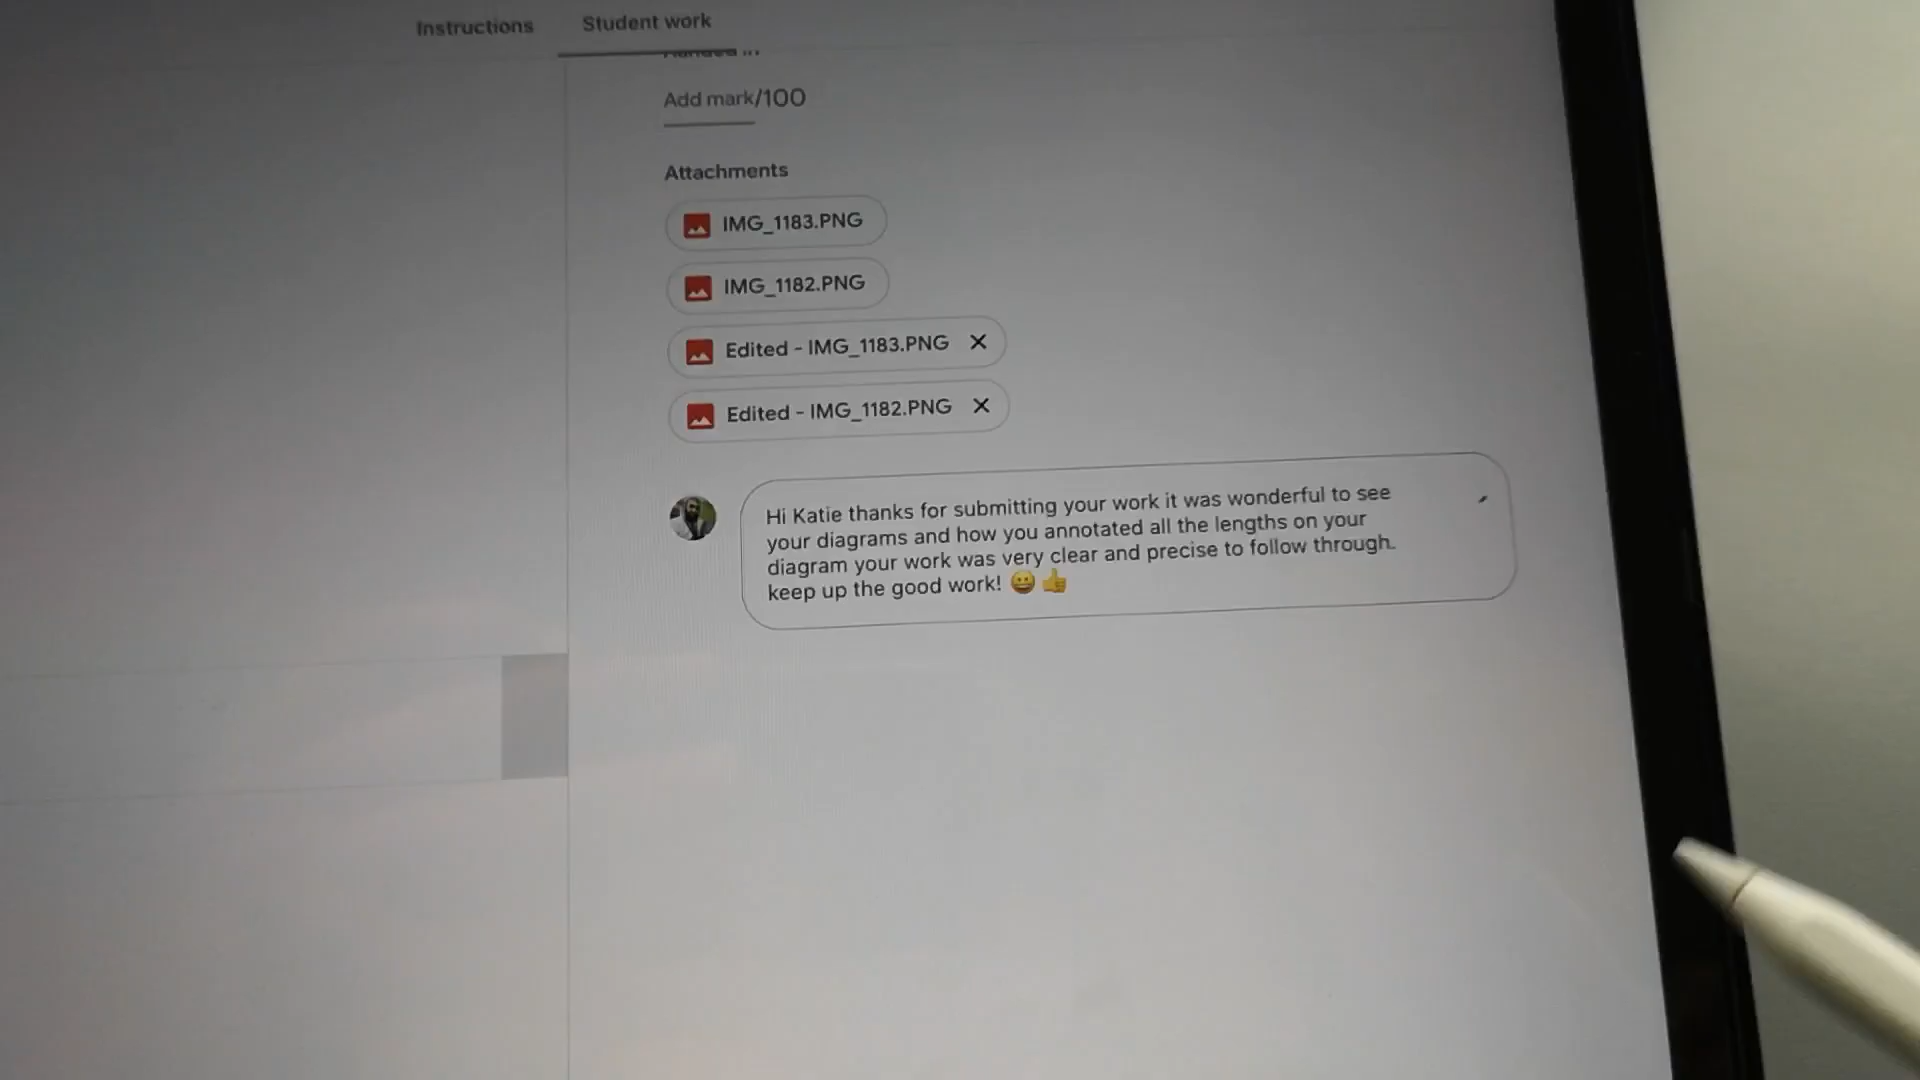 Instructions Student work
Add mark/100
Attachments
IMG_1183.PNG
IMG_1182.PNG
Edited - IMG_1183.PNG
Edited - IMG_1182.PNG
Hi Katie thanks for submitting your work it was wonderful to see
your diagrams and how you annotated all the lengths on your
diagram your work was very clear and precise to follow through.
keep up the good work! 😀👍